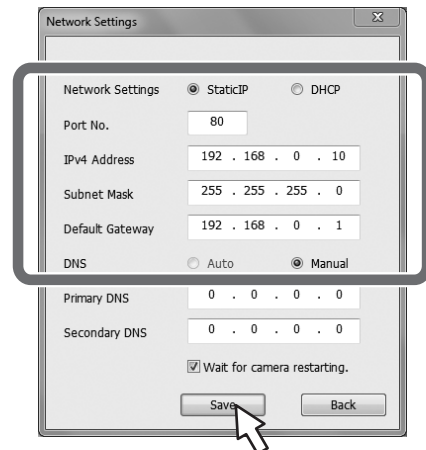 Network Settings
Network Settings StaticIP DHCP
Port No. 80
IPv4 Address 192 . 168 . 0 . 10
Subnet Mask 255 . 255 . 255 . 0
Default Gateway 192 . 168 . 0 . 1
DNS Auto Manual
Primary DNS 0 . 0 . 0 . 0
Secondary DNS 0 . 0 . 0 . 0
Wait for camera restarting.
Save Back